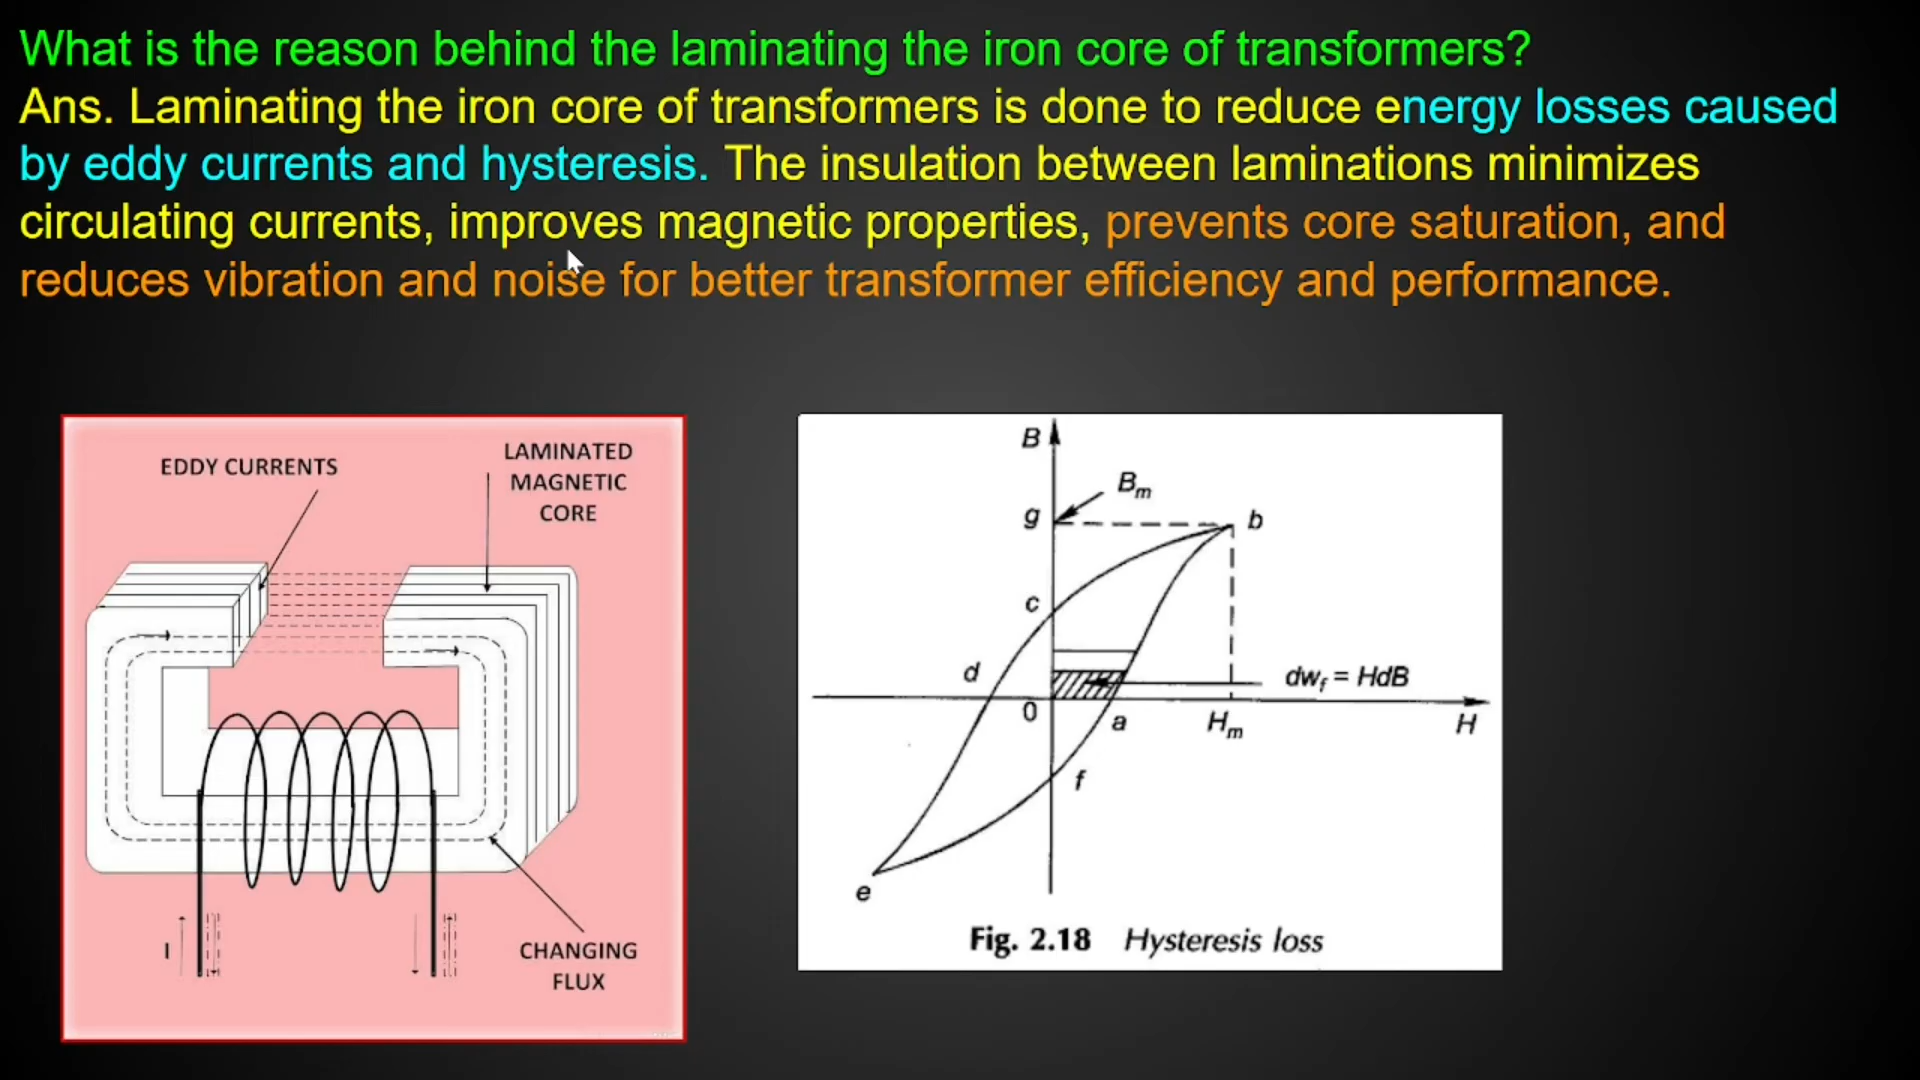 What is the reason behind the laminating the iron core of transformers?
Ans. Laminating the iron core of transformers is done to reduce energy losses caused
by eddy currents and hysteresis. The insulation between laminations minimizes
circulating currents, improves magnetic properties, prevents core saturation, and
reduces vibration and noise for better transformer efficiency and performance.
EDDY CURRENTS
LAMINATED
MAGNETIC
CORE
I
CHANGING
FLUX
B
Bm
g
b
c
d
dwf = HdB
0
a
Hm
H
f
e
Fig. 2.18 Hysteresis loss